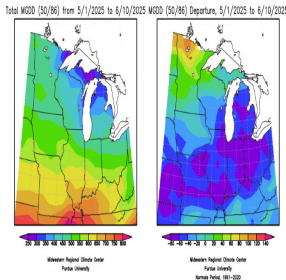 Total MGDD (50/86) from 5/1/2025 to 6/10/2025
MGDD (50/86) Departure, 5/1/2025 to 6/10/2025
250 300 350 400 450 500 550 600 650 700 750 800
-80 -60 -40 -20 0 20 40 60 80 100 120 140
Midwestern Regional Climate Center
Purdue University
Midwestern Regional Climate Center
Purdue University
Normals Period, 1991-2020